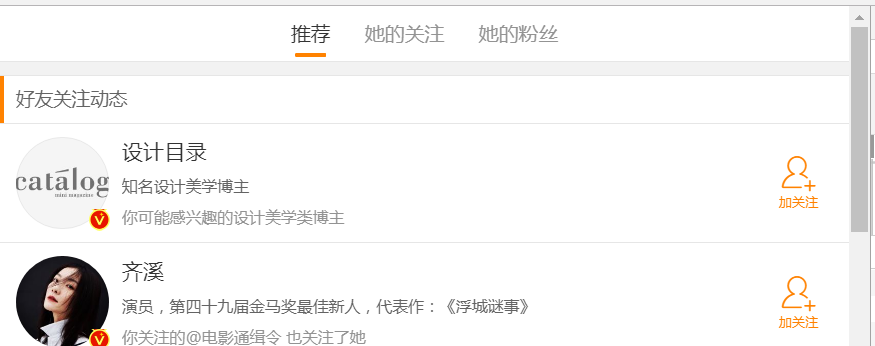 推荐 她的关注 她的粉丝
好友关注动态
设计目录
catálog
mini magazine
知名设计美学博主
你可能感兴趣的设计美学类博主
加关注
齐溪
演员，第四十九届金马奖最佳新人，代表作：《浮城谜事》
你关注的@电影通缉令 也关注了她
加关注